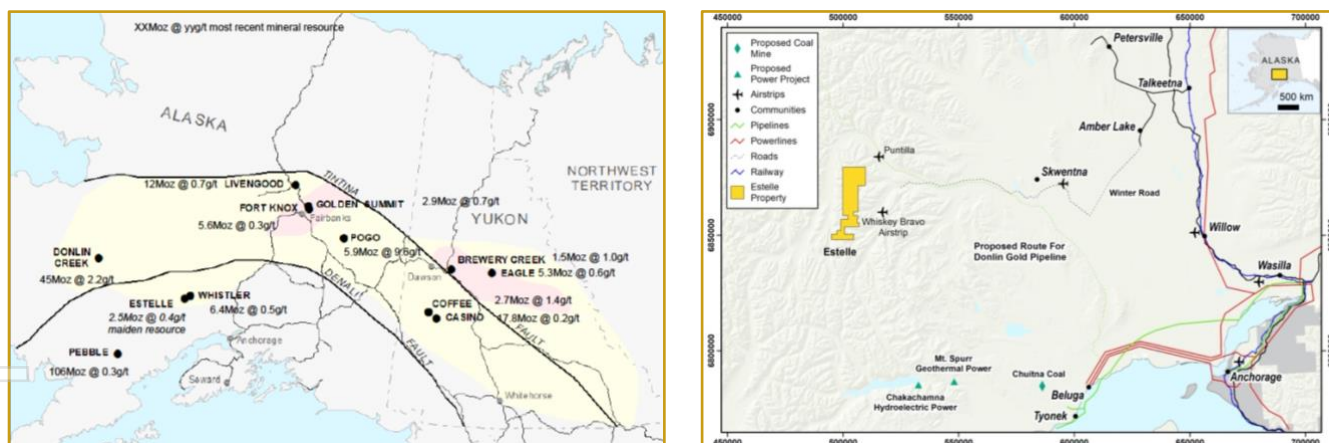 XXMoz @ yyg/t most recent mineral resource
ALASKA
NORTHWEST
TERRITORY
TINTINA
12Moz @ 0.7g/t
LIVENGOOD
GOLDEN SUMMIT
FORT KNOX
Fairbanks
5.6Moz @ 0.3g/t
2.9Moz @ 0.7g/t
YUKON
POGO
5.9Moz @ 9.6g/t
DONLIN
CREEK
45Moz @ 2.2g/t
BREWERY CREEK
1.5Moz @ 1.0g/t
Dawson
EAGLE
5.3Moz @ 0.6g/t
DENALI
2.7Moz @ 1.4g/t
ESTELLE
WHISTLER
6.4Moz @ 0.5g/t
2.5Moz @ 0.4g/t
maiden resource
COFFEE
CASINO
17.8Moz @ 0.2g/t
FAULT
FAULT
Anchorage
PEBBLE
106Moz @ 0.3g/t
Seward
Whitehorse
450000
500000
550000
600000
650000
700000
Proposed Coal
Mine
Proposed
Power Project
Airstrips
Communities
Pipelines
Powerlines
Roads
Railway
Estelle
Property
Petersville
Talkeetna
ALASKA
500 km
6900000
Amber Lake
Puntilla
Skwentna
Winter Road
Whiskey Bravo
Airstrip
Estelle
6850000
Proposed Route For
Donlin Gold Pipeline
Willow
Wasilla
6800000
Mt. Spurr
Geothermal Power
Chuitna Coal
Chakachamna
Hydroelectric Power
Beluga
Tyonek
Anchorage
450000
500000
550000
600000
650000
700000